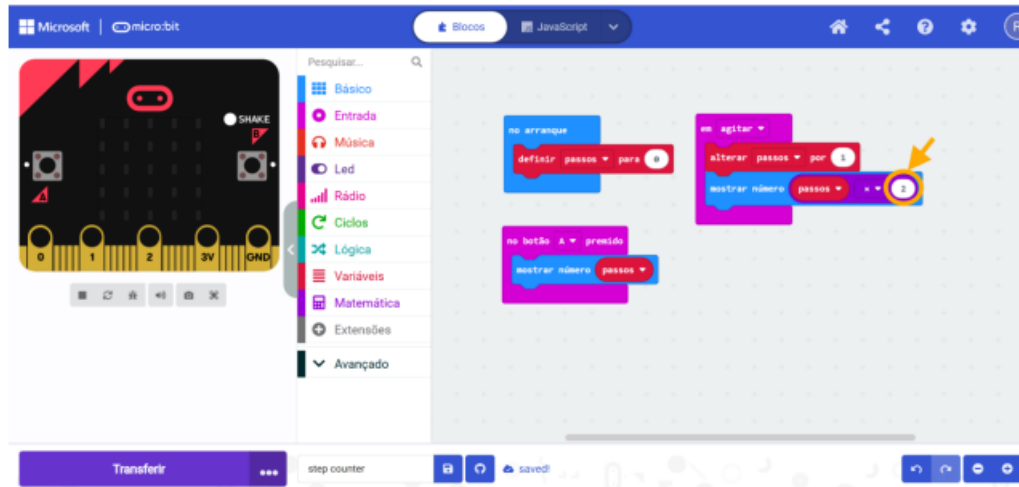 Microsoft | micro:bit
Blocos
JavaScript
R
SHAKE
B
A
0 1 2 3V GND
Pesquisar...
Básico
Entrada
Música
Led
Rádio
Ciclos
Lógica
Variáveis
Matemática
Extensões
Avançado
no arranque
definir passos para 0
em agitar
alterar passos por 1
mostrar número passos × 2
no botão A premido
mostrar número passos
Transferir
step counter
saved!